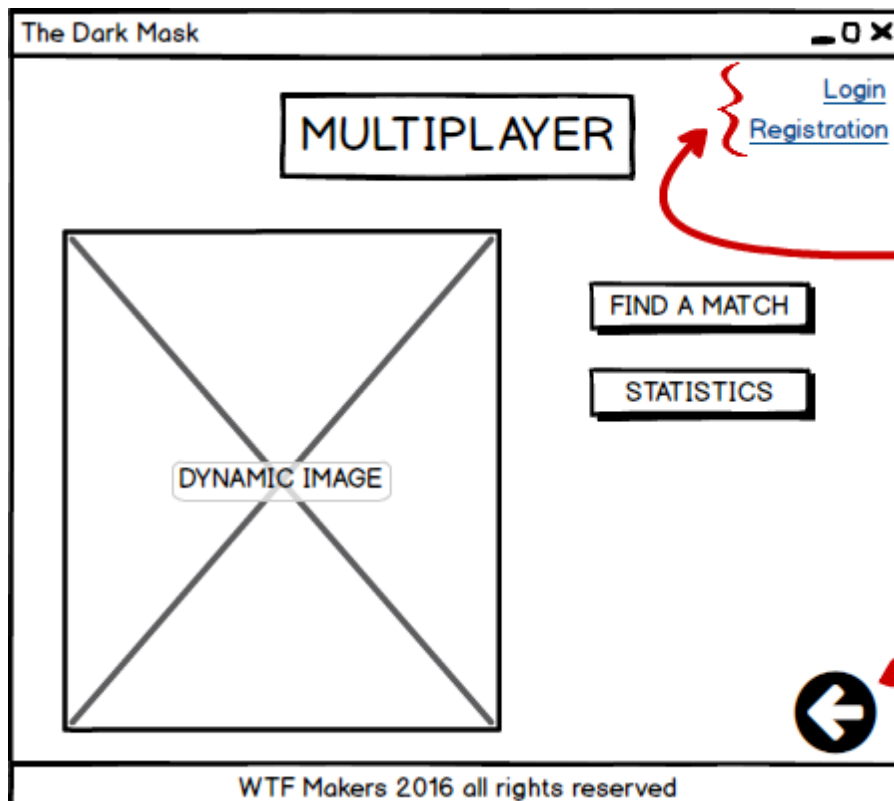 The Dark Mask
Login
MULTIPLAYER
Registration
FIND A MATCH
STATISTICS
DYNAMIC IMAGE
WTF Makers 2016 all rights reserved